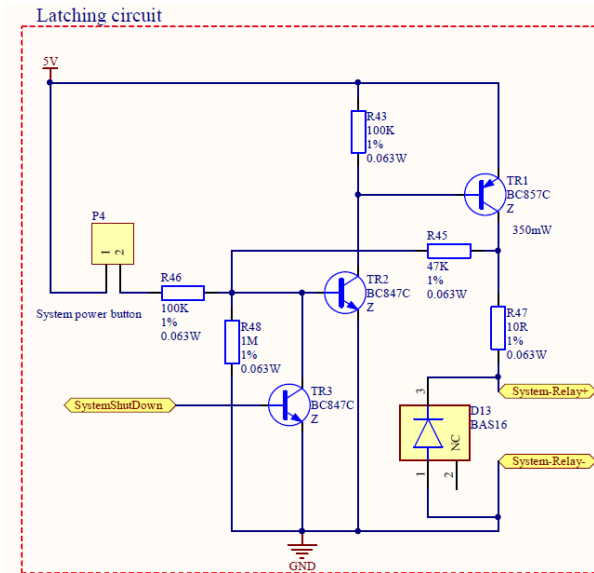 Latching circuit
5V
R43
100K
1%
0.063W
TR1
BC857C
Z
350mW
P4
1
2
R45
47K
1%
0.063W
R46
100K
1%
0.063W
TR2
BC847C
Z
System power button
R48
1M
1%
0.063W
R47
10R
1%
0.063W
TR3
BC847C
Z
SystemShutDown
3
D13
BAS16
NC
1
2
System-Relay+
System-Relay-
GND